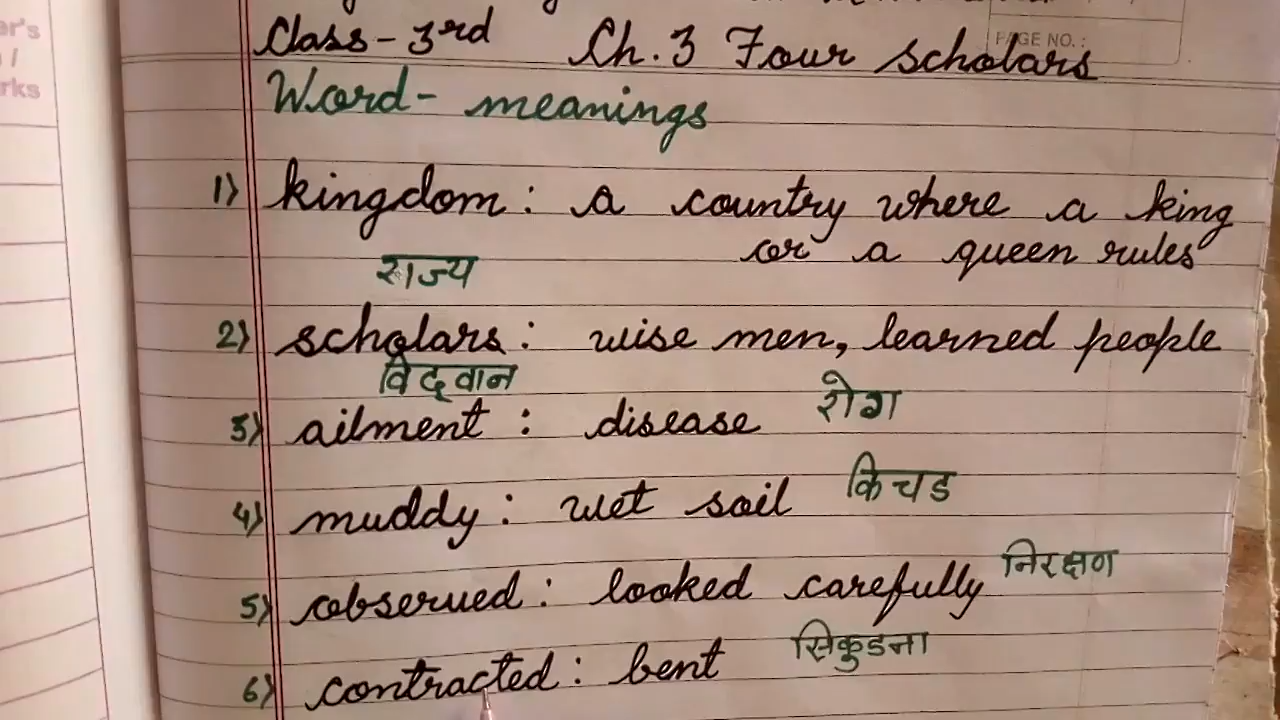 Class - 3rd Ch. 3 Four scholars
PAGE NO. :
Word - meanings
1) kingdom : a country where a king
or a queen rules
राज्य
2) scholars : wise men, learned people
विद्वान
3) ailment : disease रोग
4) muddy : wet soil किचड
5) observed : looked carefully निरक्षण
6) contracted : bent सिकुडना